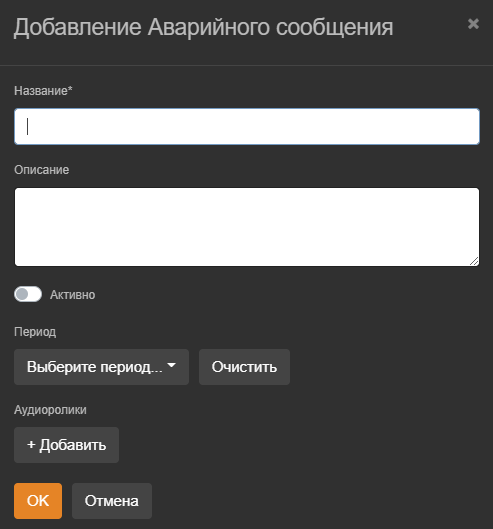 Добавление Аварийного сообщения
Название*
Описание
Активно
Период
Выберите период... Очистить
Аудиоролики
+ Добавить
OK Отмена